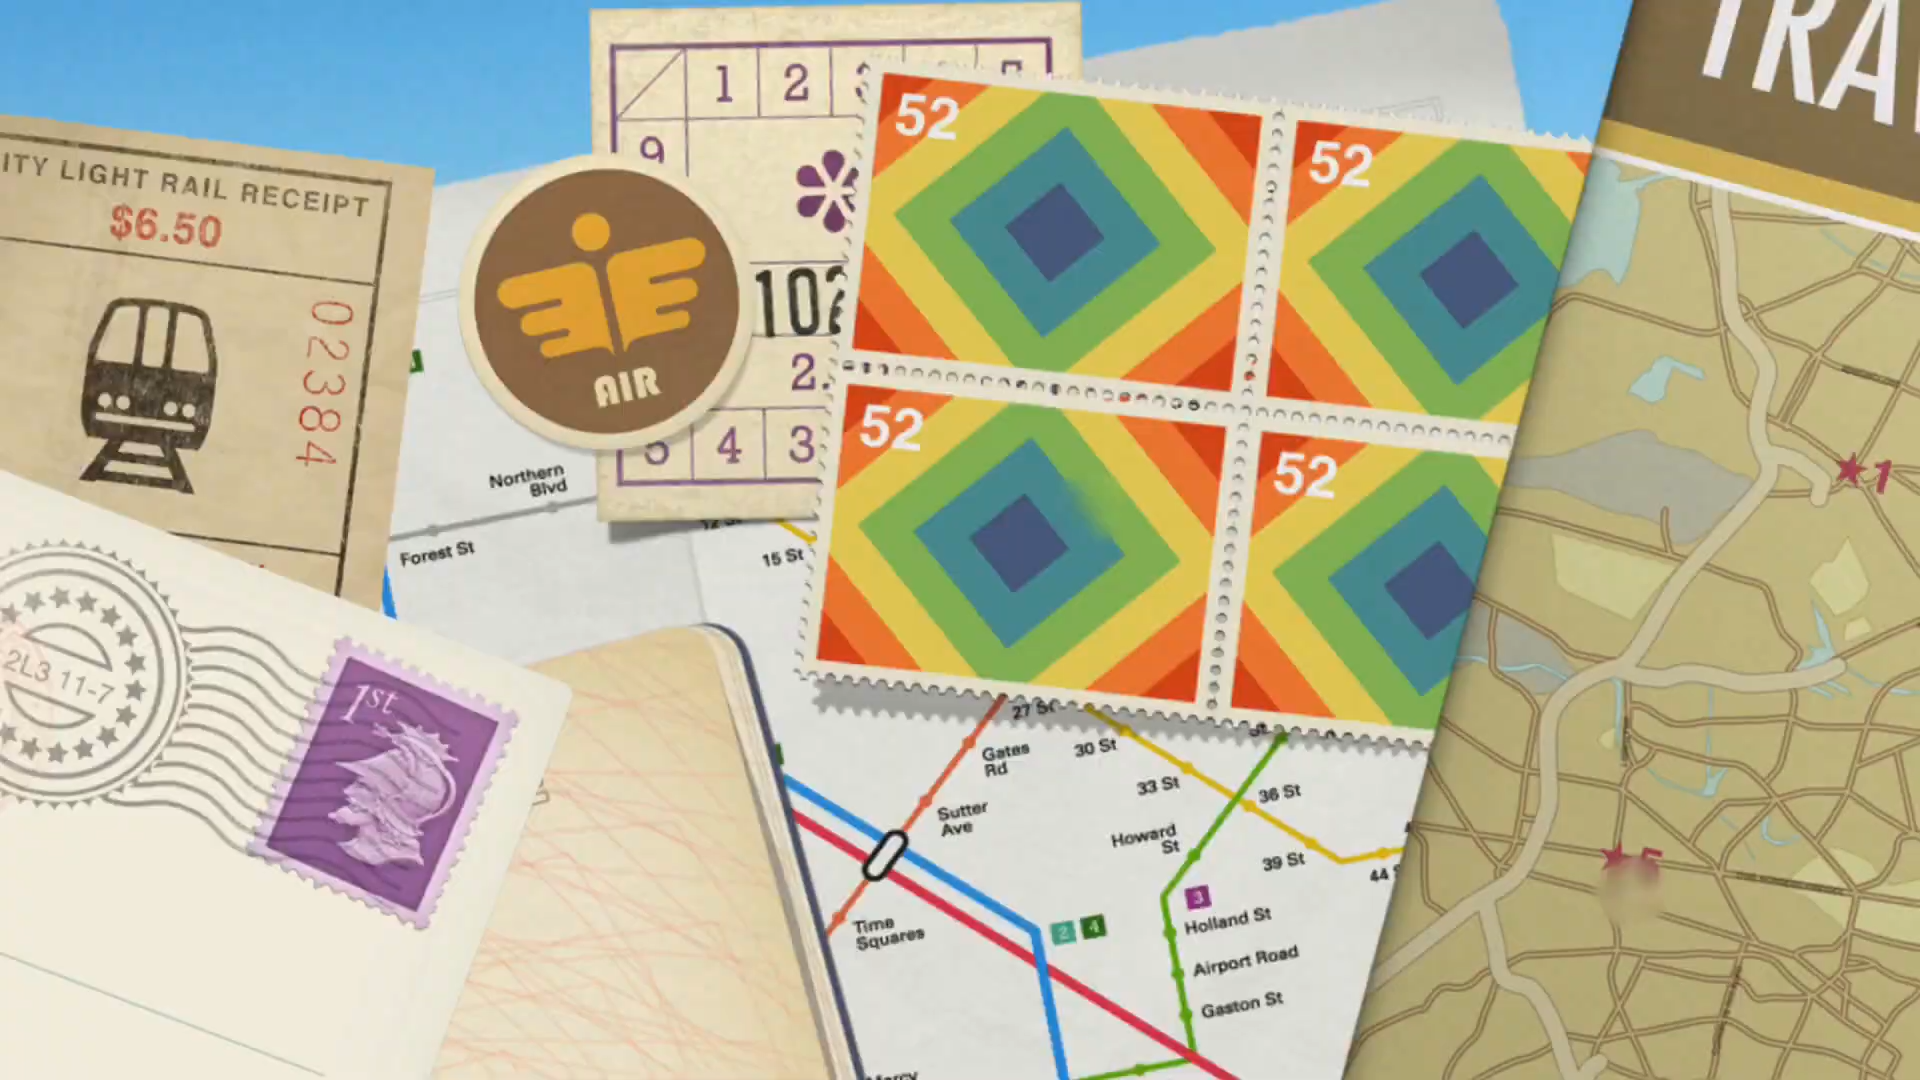 ITY LIGHT RAIL RECEIPT
$6.50
02384
1 2
9
102
2.
5 4 3
AIR
52
52
52
52
TRA
1
2L3 11-7
1st
Northern
Blvd
Forest St
15 St
27 St
Gates
Rd
30 St
33 St
36 St
Sutter
Ave
Howard
St
39 St
44 S
3
Holland St
Time
Squares
2 4
Airport Road
Gaston St